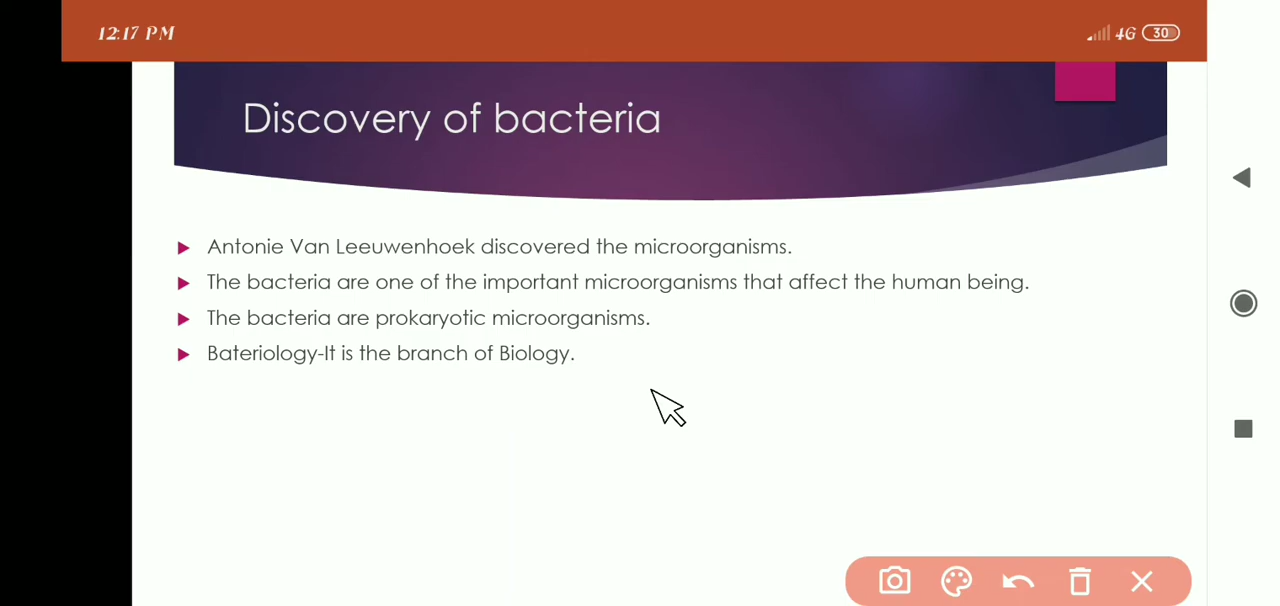 12:17 PM
4G 30
Discovery of bacteria
Antonie Van Leeuwenhoek discovered the microorganisms.
The bacteria are one of the important microorganisms that affect the human being.
The bacteria are prokaryotic microorganisms.
Bateriology-It is the branch of Biology.